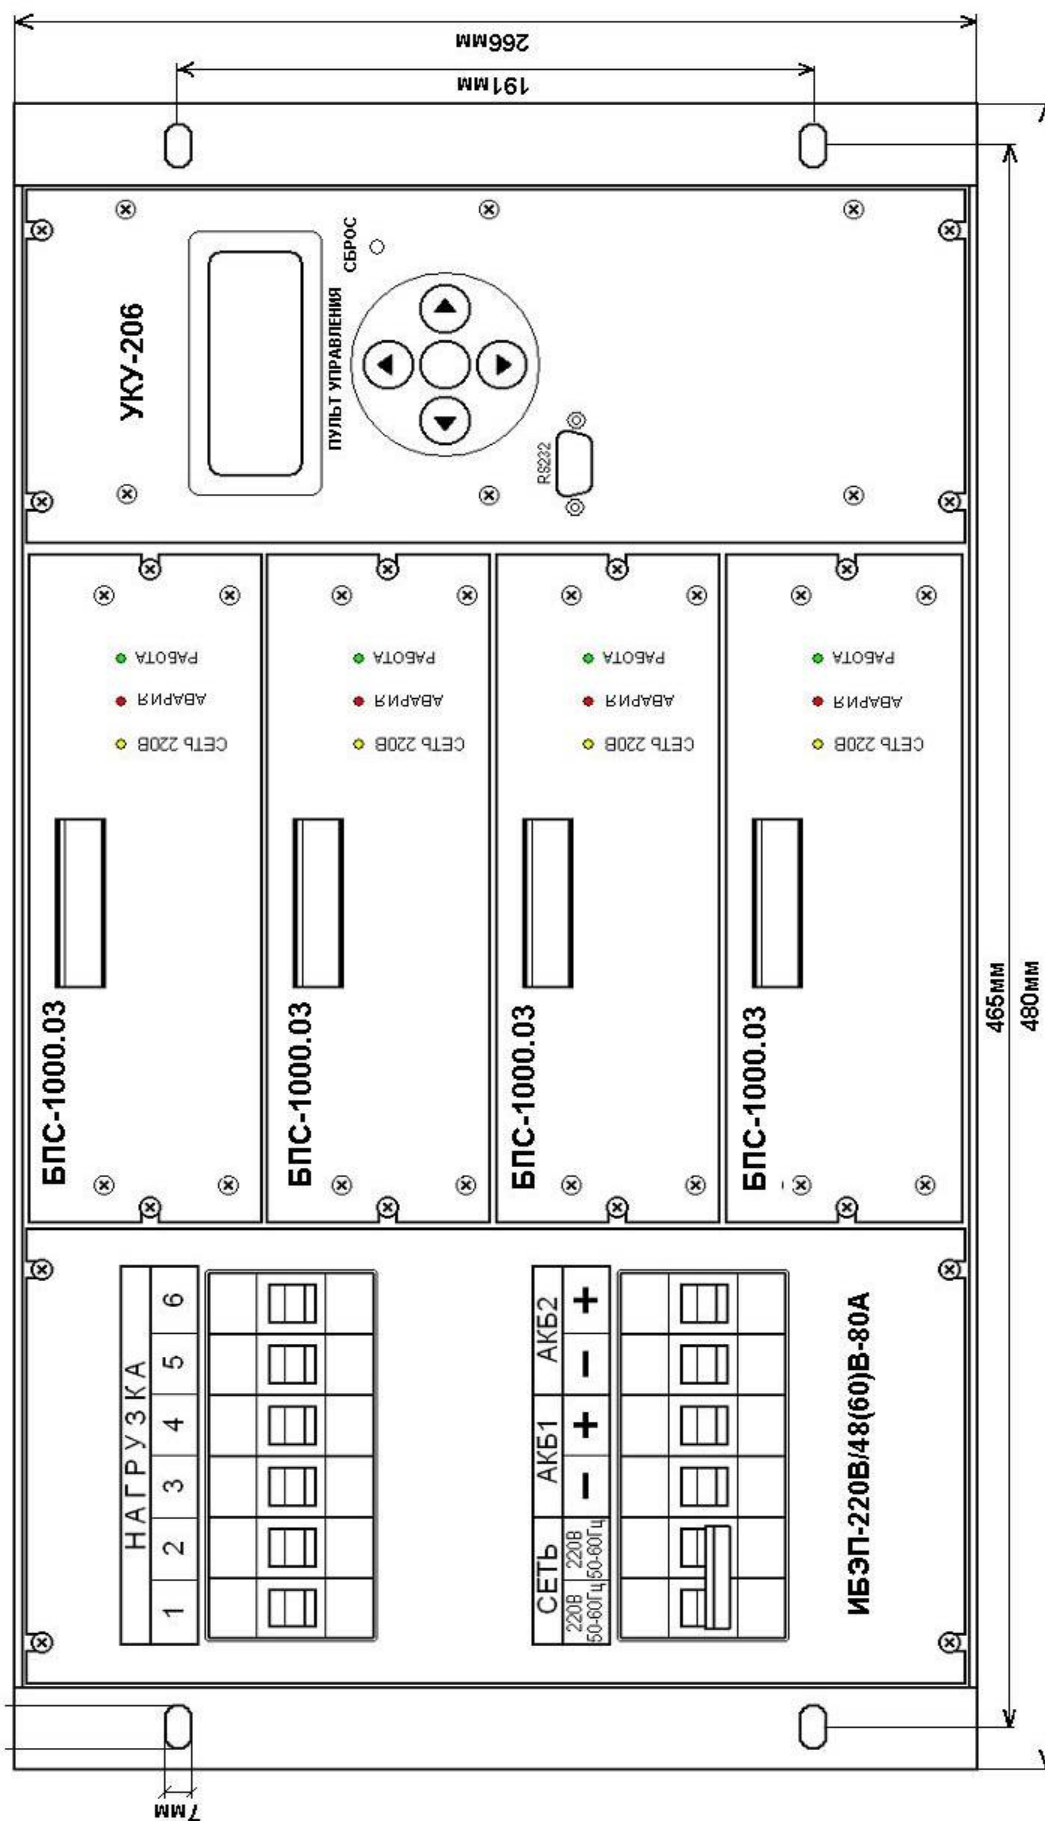 266мм
191мм
УКУ-206
ПУЛЬТ УПРАВЛЕНИЯ
СБРОС
RS232
РАБОТА
АВАРИЯ
СЕТЬ 220В
БПС-1000.03
РАБОТА
АВАРИЯ
СЕТЬ 220В
БПС-1000.03
РАБОТА
АВАРИЯ
СЕТЬ 220В
БПС-1000.03
РАБОТА
АВАРИЯ
СЕТЬ 220В
БПС-1000.03
НАГРУЗКА
1 2 3 4 5 6
СЕТЬ АКБ1 АКБ2
220В 220В − + − +
50-60Гц 50-60Гц
ИБЭП-220В/48(60)В-80А
465мм
480мм
7мм